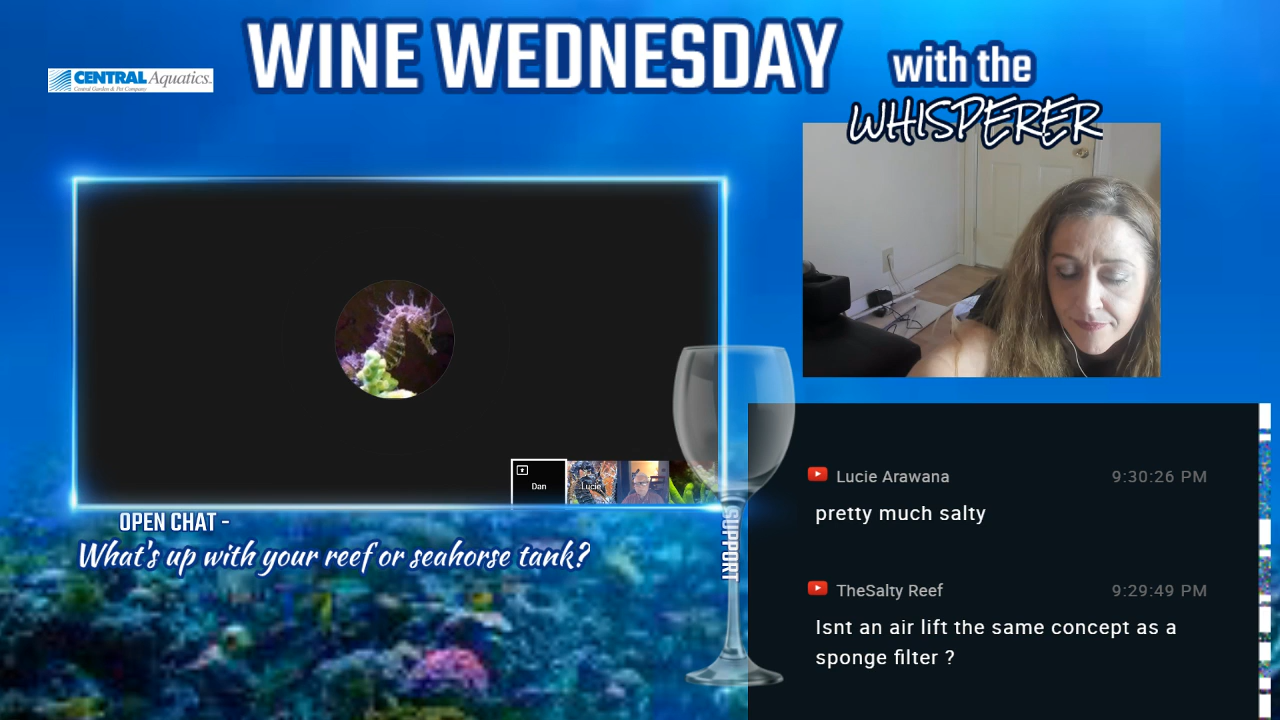 WINE WEDNESDAY
with the
WHISPERER
CENTRAL Aquatics.
Central Garden & Pet Company
Dan
Lucie
OPEN CHAT -
What's up with your reef or seahorse tank?
SUPPORT
Lucie Arawana 9:30:26 PM
pretty much salty
TheSalty Reef 9:29:49 PM
Isnt an air lift the same concept as a
sponge filter ?